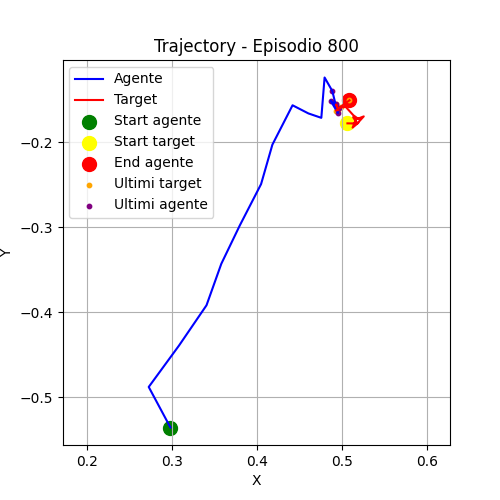 Trajectory - Episodio 800
Agente
Target
Start agente
Start target
End agente
Ultimi target
Ultimi agente
−0.2
−0.3
−0.4
−0.5
Y
0.2 0.3 0.4 0.5 0.6
X